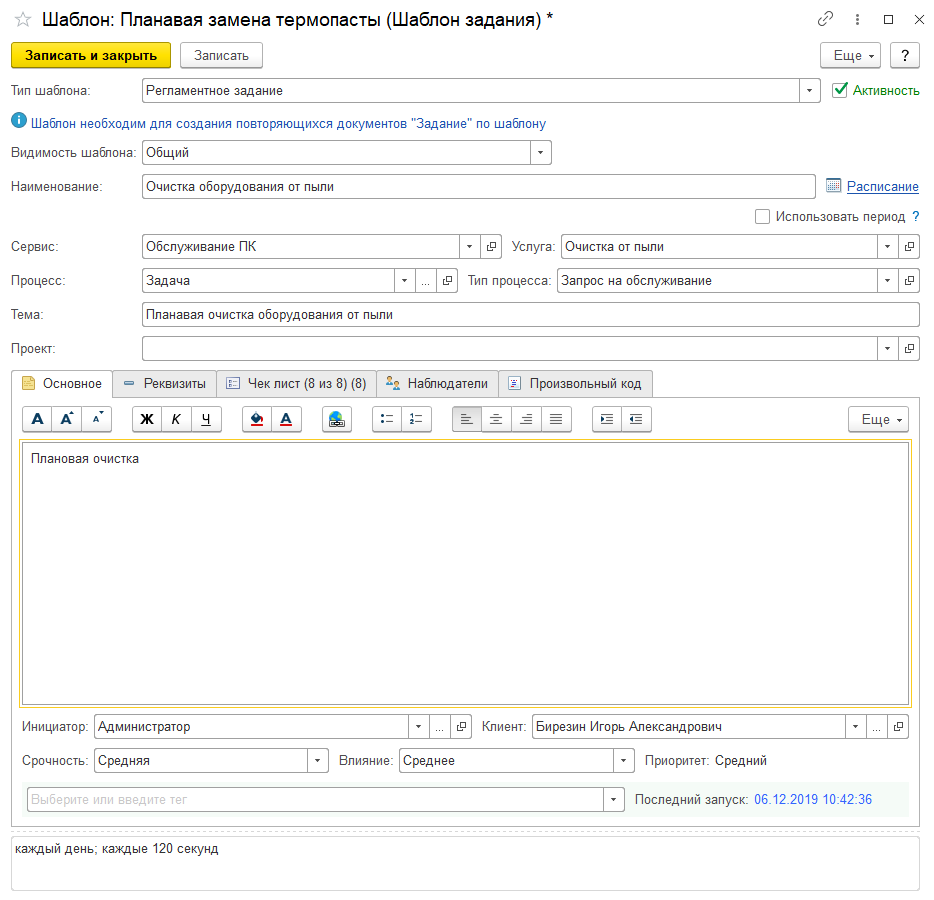 Шаблон: Планавая замена термопасты (Шаблон задания) *
Записать и закрыть Записать Еще ?
Тип шаблона: Регламентное задание Активность
Шаблон необходим для создания повторяющихся документов "Задание" по шаблону
Видимость шаблона: Общий
Наименование: Очистка оборудования от пыли Расписание
Использовать период ?
Сервис: Обслуживание ПК Услуга: Очистка от пыли
Процесс: Задача ... Тип процесса: Запрос на обслуживание
Тема: Планавая очистка оборудования от пыли
Проект:
Основное Реквизиты Чек лист (8 из 8) (8) Наблюдатели Произвольный код
А А А Ж К Ч А Еще
Плановая очистка
Инициатор: Администратор ... Клиент: Бирезин Игорь Александрович ...
Срочность: Средняя Влияние: Среднее Приоритет: Средний
Выберите или введите тег Последний запуск: 06.12.2019 10:42:36
каждый день; каждые 120 секунд